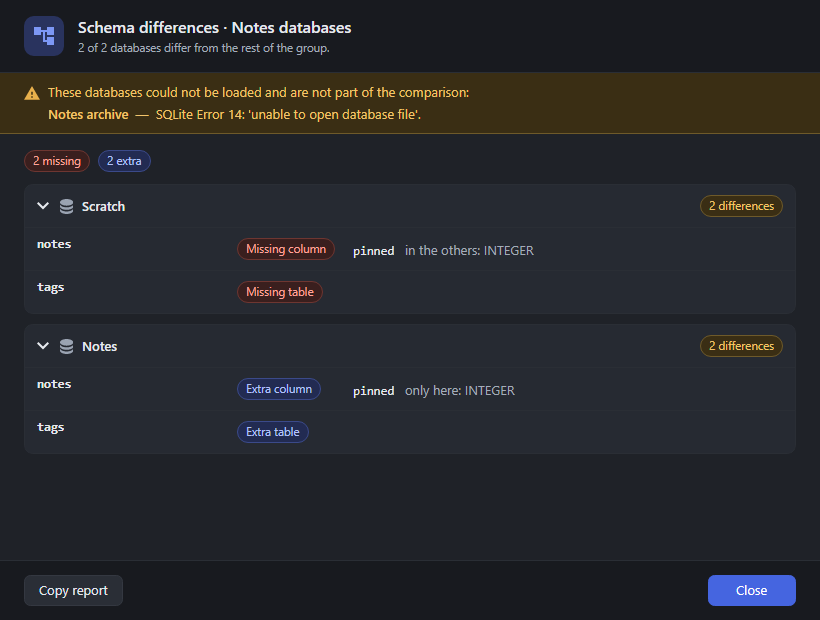 Schema differences · Notes databases
2 of 2 databases differ from the rest of the group.
These databases could not be loaded and are not part of the comparison:
Notes archive — SQLite Error 14: 'unable to open database file'.
2 missing 2 extra
Scratch 2 differences
notes Missing column pinned in the others: INTEGER
tags Missing table
Notes 2 differences
notes Extra column pinned only here: INTEGER
tags Extra table
Copy report Close